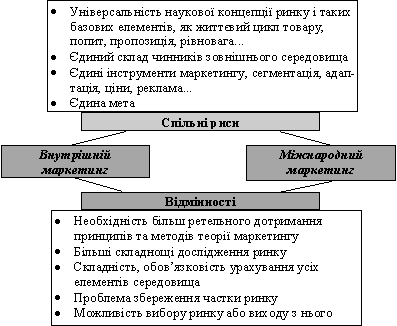 • Універсальність наукової концепції ринку і таких
базових елементів, як життєвий цикл товару,
попит, пропозиція, рівновага...
• Єдиний склад чинників зовнішнього середовища
• Єдині інструменти маркетингу, сегментація, адап-
тація, ціни, реклама...
• Єдина мета
Спільні риси
Внутрішній
маркетинг
Міжнародний
маркетинг
Відмінності
• Необхідність більш ретельного дотримання
принципів та методів теорії маркетингу
• Більші складнощі дослідження ринку
• Складність, обов’язковість урахування усіх
елементів середовища
• Проблема збереження частки ринку
• Можливість вибору ринку або виходу з нього